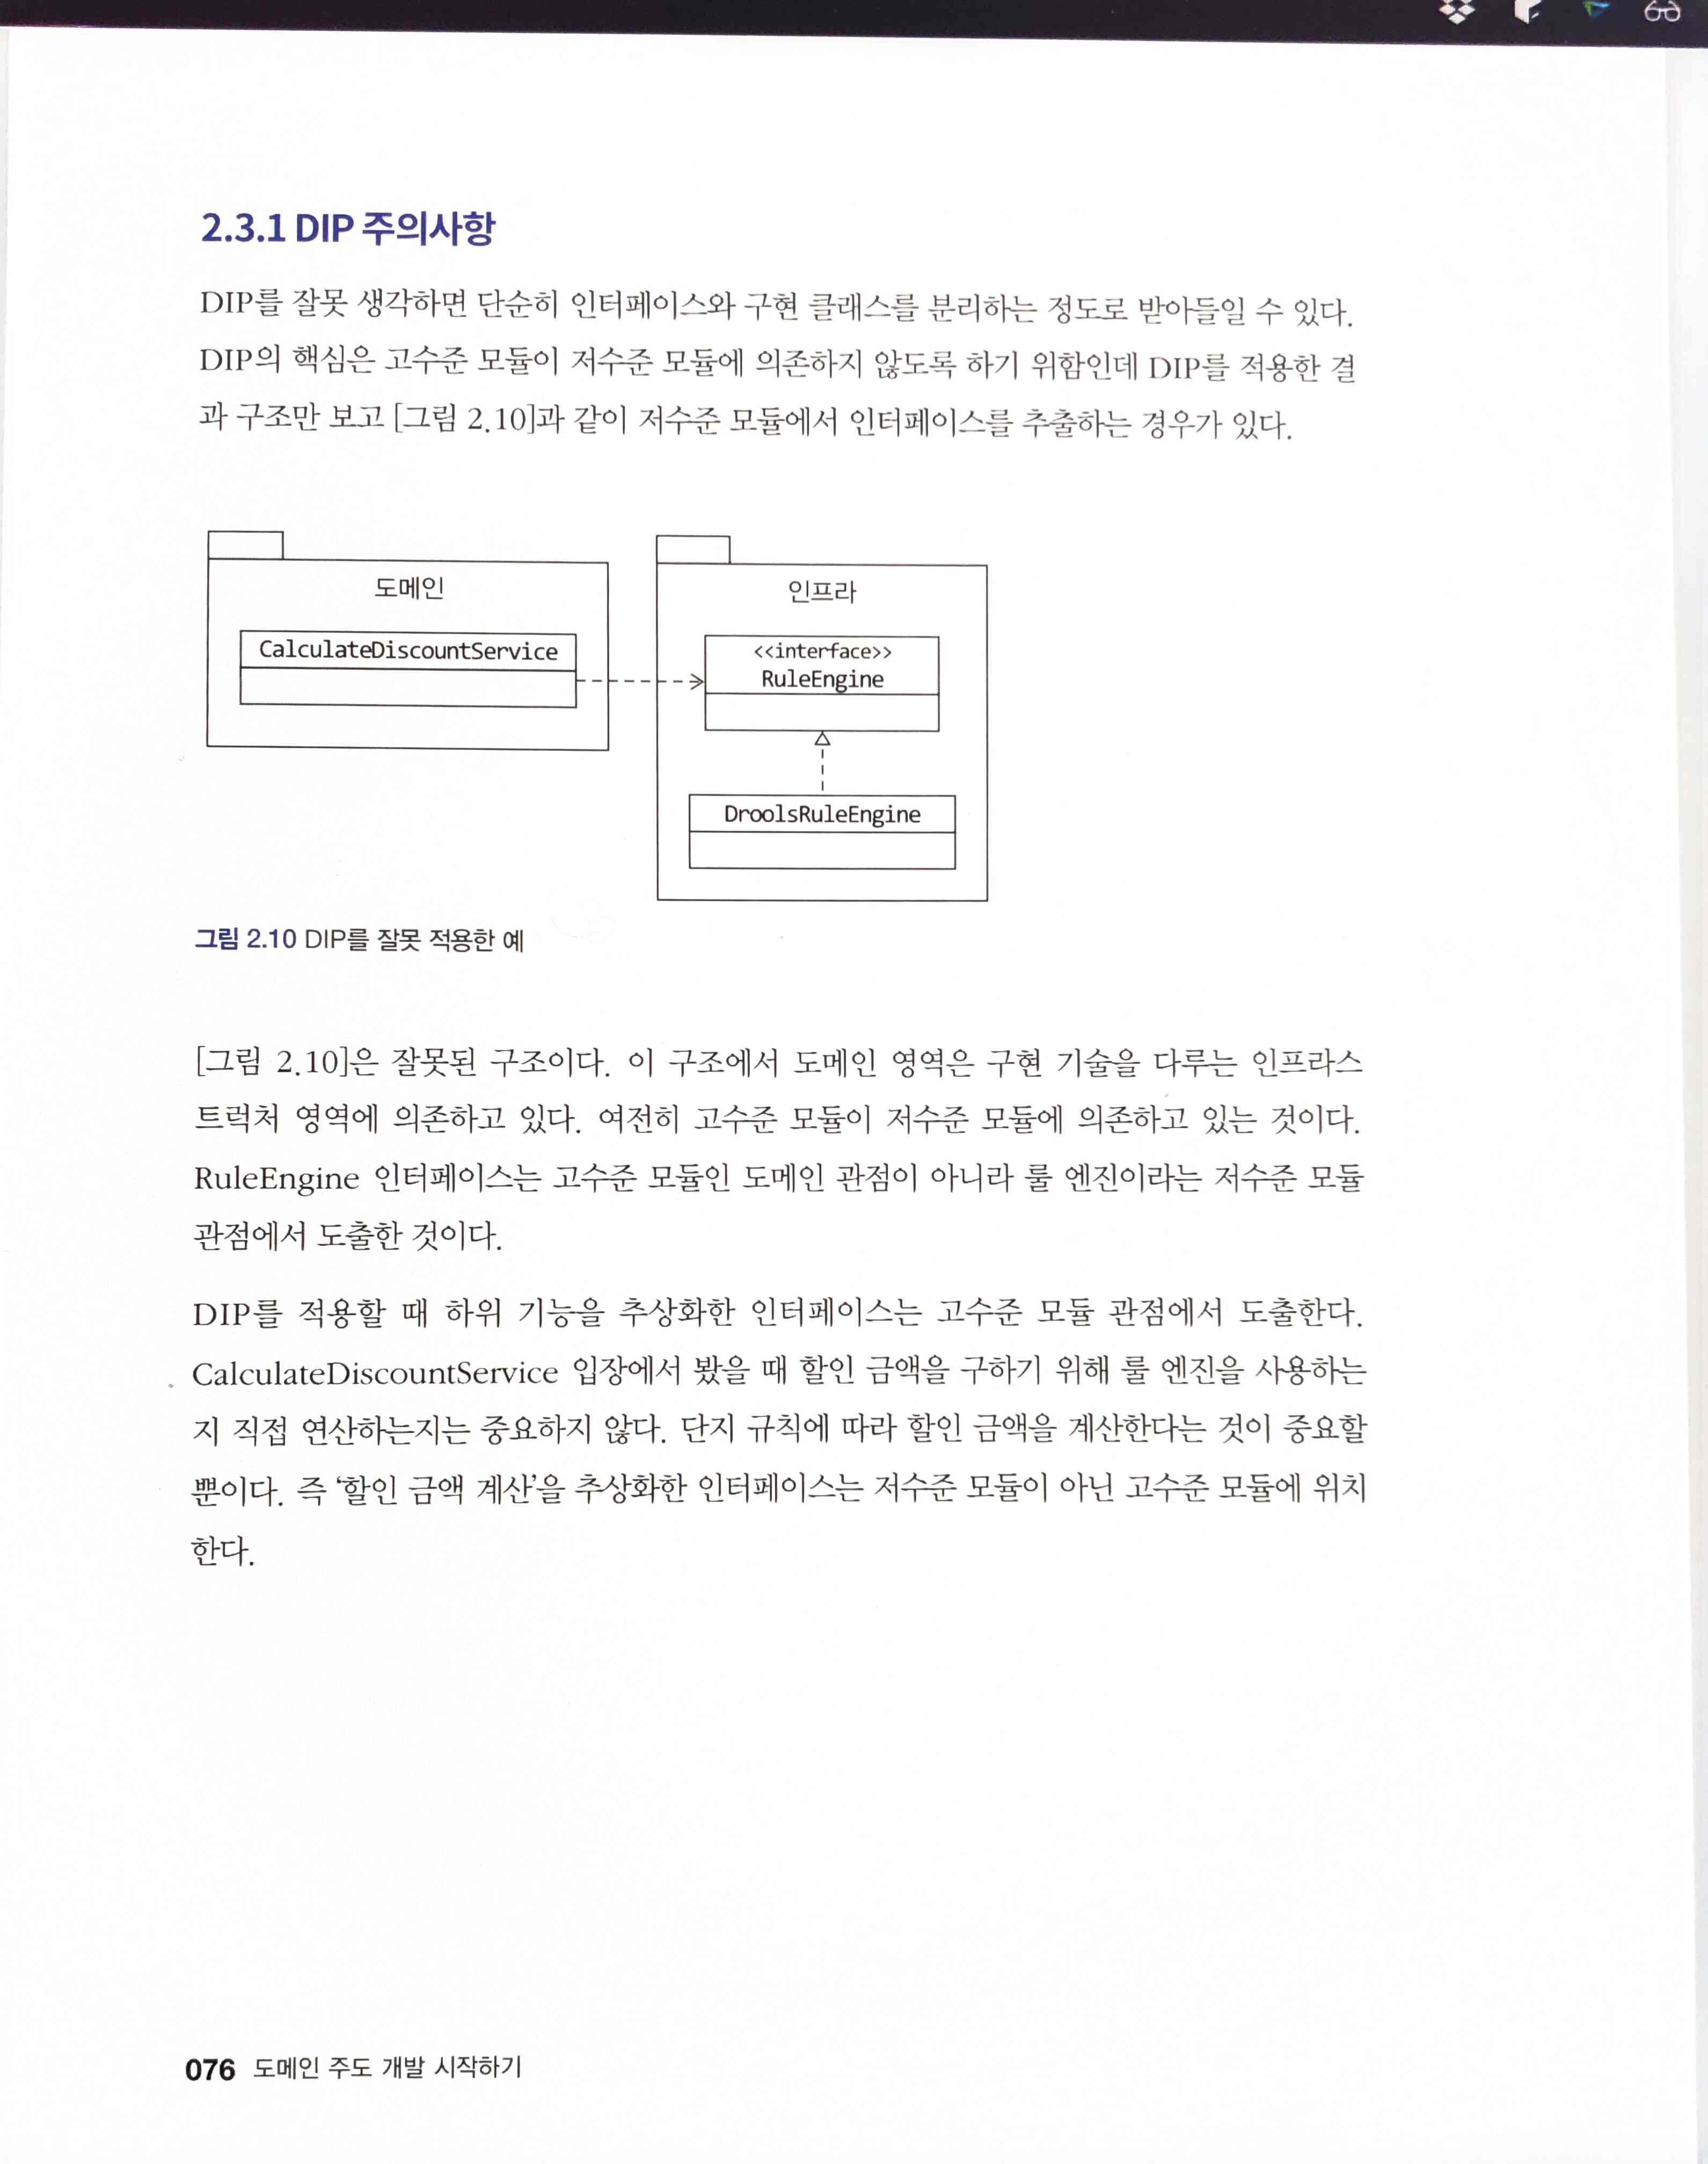 2.3.1 DIP 주의사항
DIP를 잘못 생각하면 단순히 인터페이스와 구현 클래스를 분리하는 정도로 받아들일 수 있다.
DIP의 핵심은 고수준 모듈이 저수준 모듈에 의존하지 않도록 하기 위함인데 DIP를 적용한 결
과 구조만 보고 [그림 2.10]과 같이 저수준 모듈에서 인터페이스를 추출하는 경우가 있다.
도메인
CalculateDiscountService
인프라
<<interface>>
RuleEngine
DroolsRuleEngine
그림 2.10 DIP를 잘못 적용한 예
[그림 2.10]은 잘못된 구조이다. 이 구조에서 도메인 영역은 구현 기술을 다루는 인프라스
트럭처 영역에 의존하고 있다. 여전히 고수준 모듈이 저수준 모듈에 의존하고 있는 것이다.
RuleEngine 인터페이스는 고수준 모듈인 도메인 관점이 아니라 룰 엔진이라는 저수준 모듈
관점에서 도출한 것이다.
DIP를 적용할 때 하위 기능을 추상화한 인터페이스는 고수준 모듈 관점에서 도출한다.
CalculateDiscountService 입장에서 봤을 때 할인 금액을 구하기 위해 룰 엔진을 사용하는
지 직접 연산하는지는 중요하지 않다. 단지 규칙에 따라 할인 금액을 계산한다는 것이 중요할
뿐이다. 즉 ‘할인 금액 계산’을 추상화한 인터페이스는 저수준 모듈이 아닌 고수준 모듈에 위치
한다.
076 도메인 주도 개발 시작하기